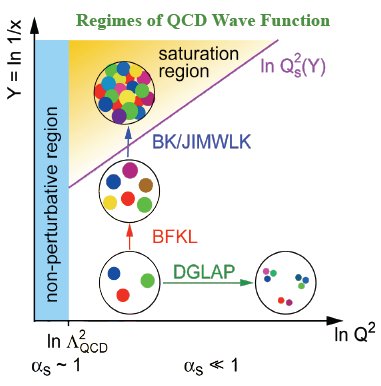 Regimes of QCD Wave Function
saturation
region
ln Q²ₛ(Y)
Y = ln 1/x
non-perturbative region
BK/JIMWLK
BFKL
DGLAP
ln Λ²QCD
ln Q²
αₛ ~ 1
αₛ ≪ 1